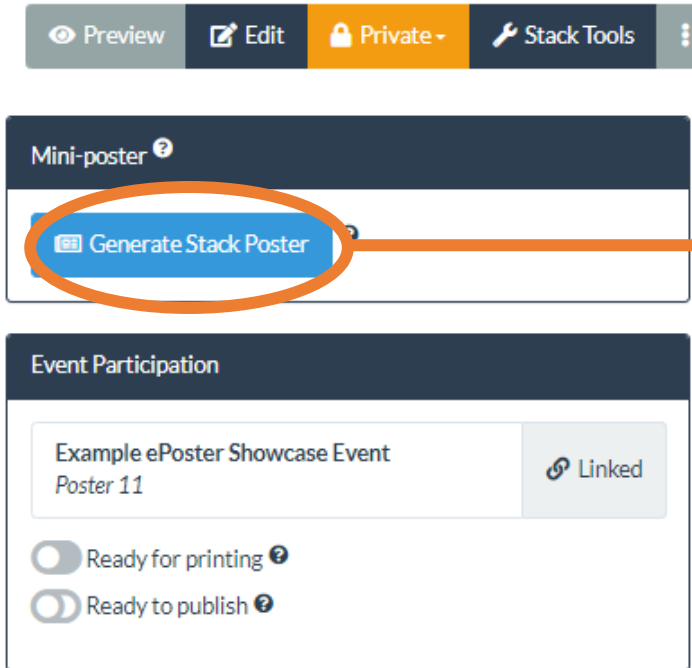 Preview Edit Private Stack Tools
Mini-poster ?
Generate Stack Poster
Event Participation
Example ePoster Showcase Event
Poster 11
Linked
Ready for printing ?
Ready to publish ?